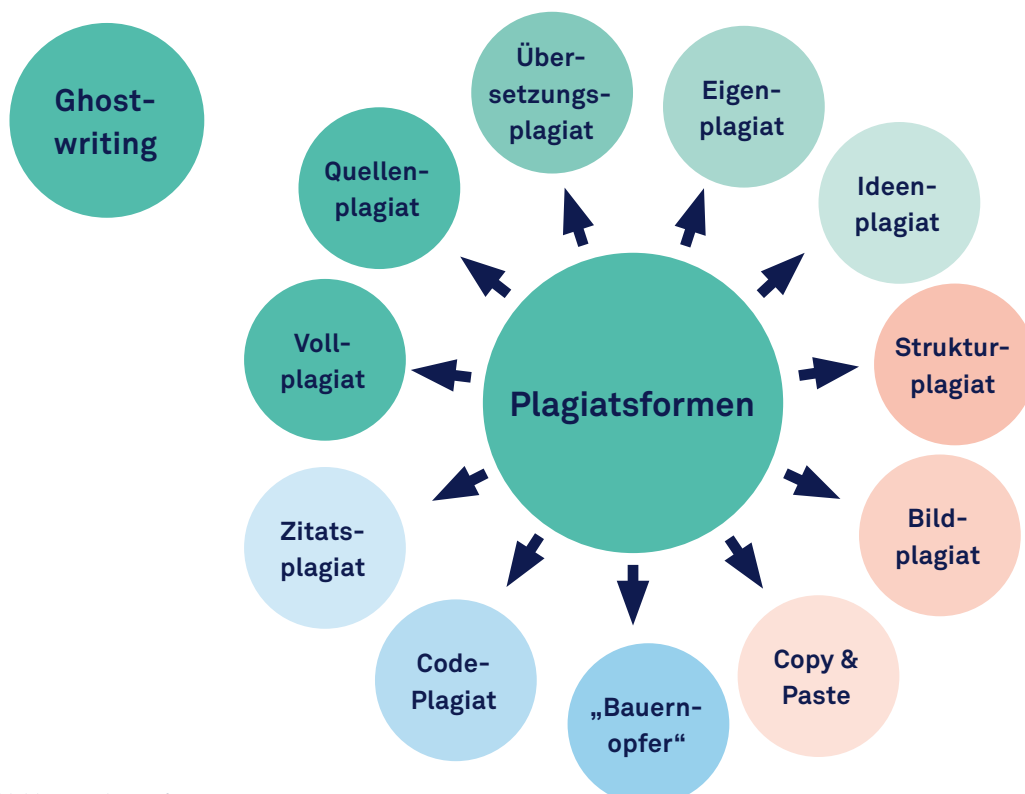 Ghost-
writing
Über-
setzungs-
plagiat
Eigen-
plagiat
Quellen-
plagiat
Ideen-
plagiat
Voll-
plagiat
Struktur-
plagiat
Plagiatsformen
Zitats-
plagiat
Bild-
plagiat
Code-
Plagiat
Copy &
Paste
„Bauern-
opfer“